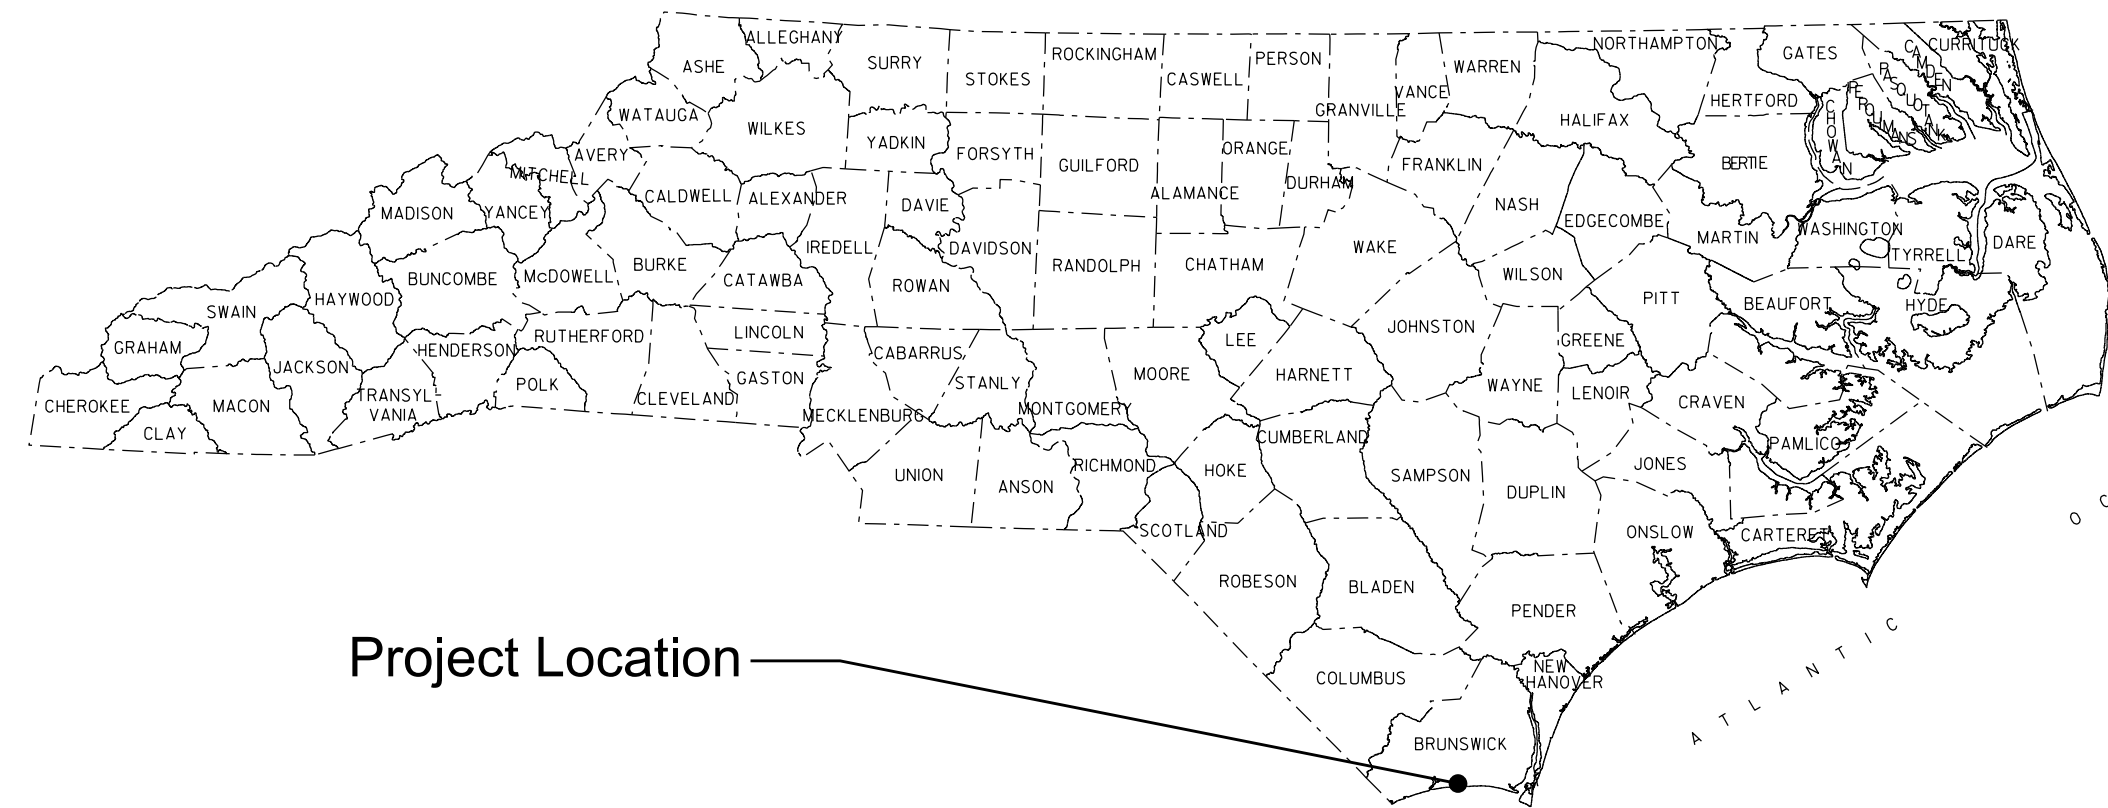 ALLEGHANY
NORTHAMPTON
CURRITUCK
CAMDEN
GATES
ROCKINGHAM
PERSON
SURRY
ASHE
STOKES
CASWELL
WARREN
VANCE
PASQUOTANK
PERQUIMANS
HERTFORD
GRANVILLE
WATAUGA
WILKES
HALIFAX
CHOWAN
YADKIN
FORSYTH
ORANGE
AVERY
GUILFORD
FRANKLIN
BERTIE
MITCHELL
DURHAM
ALAMANCE
CALDWELL
ALEXANDER
DAVIE
NASH
MADISON
YANCEY
EDGECOMBE
WASHINGTON
MARTIN
DARE
IREDELL
DAVIDSON
WAKE
TYRRELL
BURKE
RANDOLPH
CHATHAM
WILSON
BUNCOMBE
McDOWELL
CATAWBA
ROWAN
HAYWOOD
PITT
BEAUFORT
HYDE
SWAIN
LINCOLN
RUTHERFORD
JOHNSTON
LEE
GREENE
GRAHAM
HENDERSON
CABARRUS
JACKSON
GASTON
STANLY
MOORE
HARNETT
POLK
WAYNE
LENOIR
TRANSYL-
VANIA
CLEVELAND
CRAVEN
CHEROKEE
MACON
MECKLENBURG
MONTGOMERY
CLAY
CUMBERLAND
PAMLICO
RICHMOND
HOKE
JONES
UNION
ANSON
SAMPSON
DUPLIN
SCOTLAND
ONSLOW
CARTERET
O C
ROBESON
BLADEN
PENDER
ATLANTIC
Project Location
NEW
HANOVER
COLUMBUS
BRUNSWICK